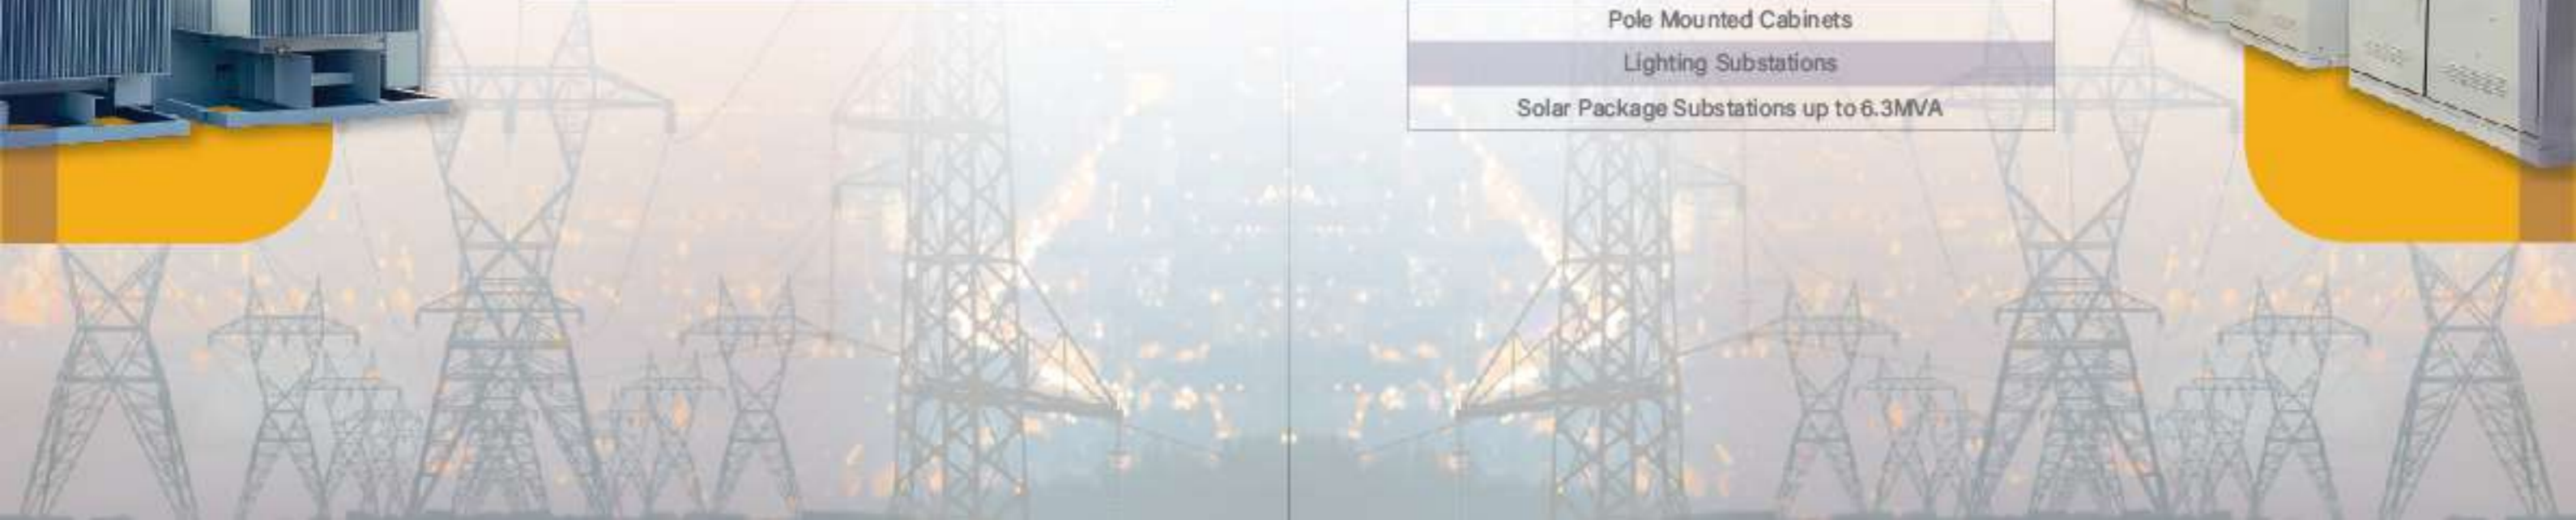 Pole Mounted Cabinets
Lighting Substations
Solar Package Substations up to 6.3MVA